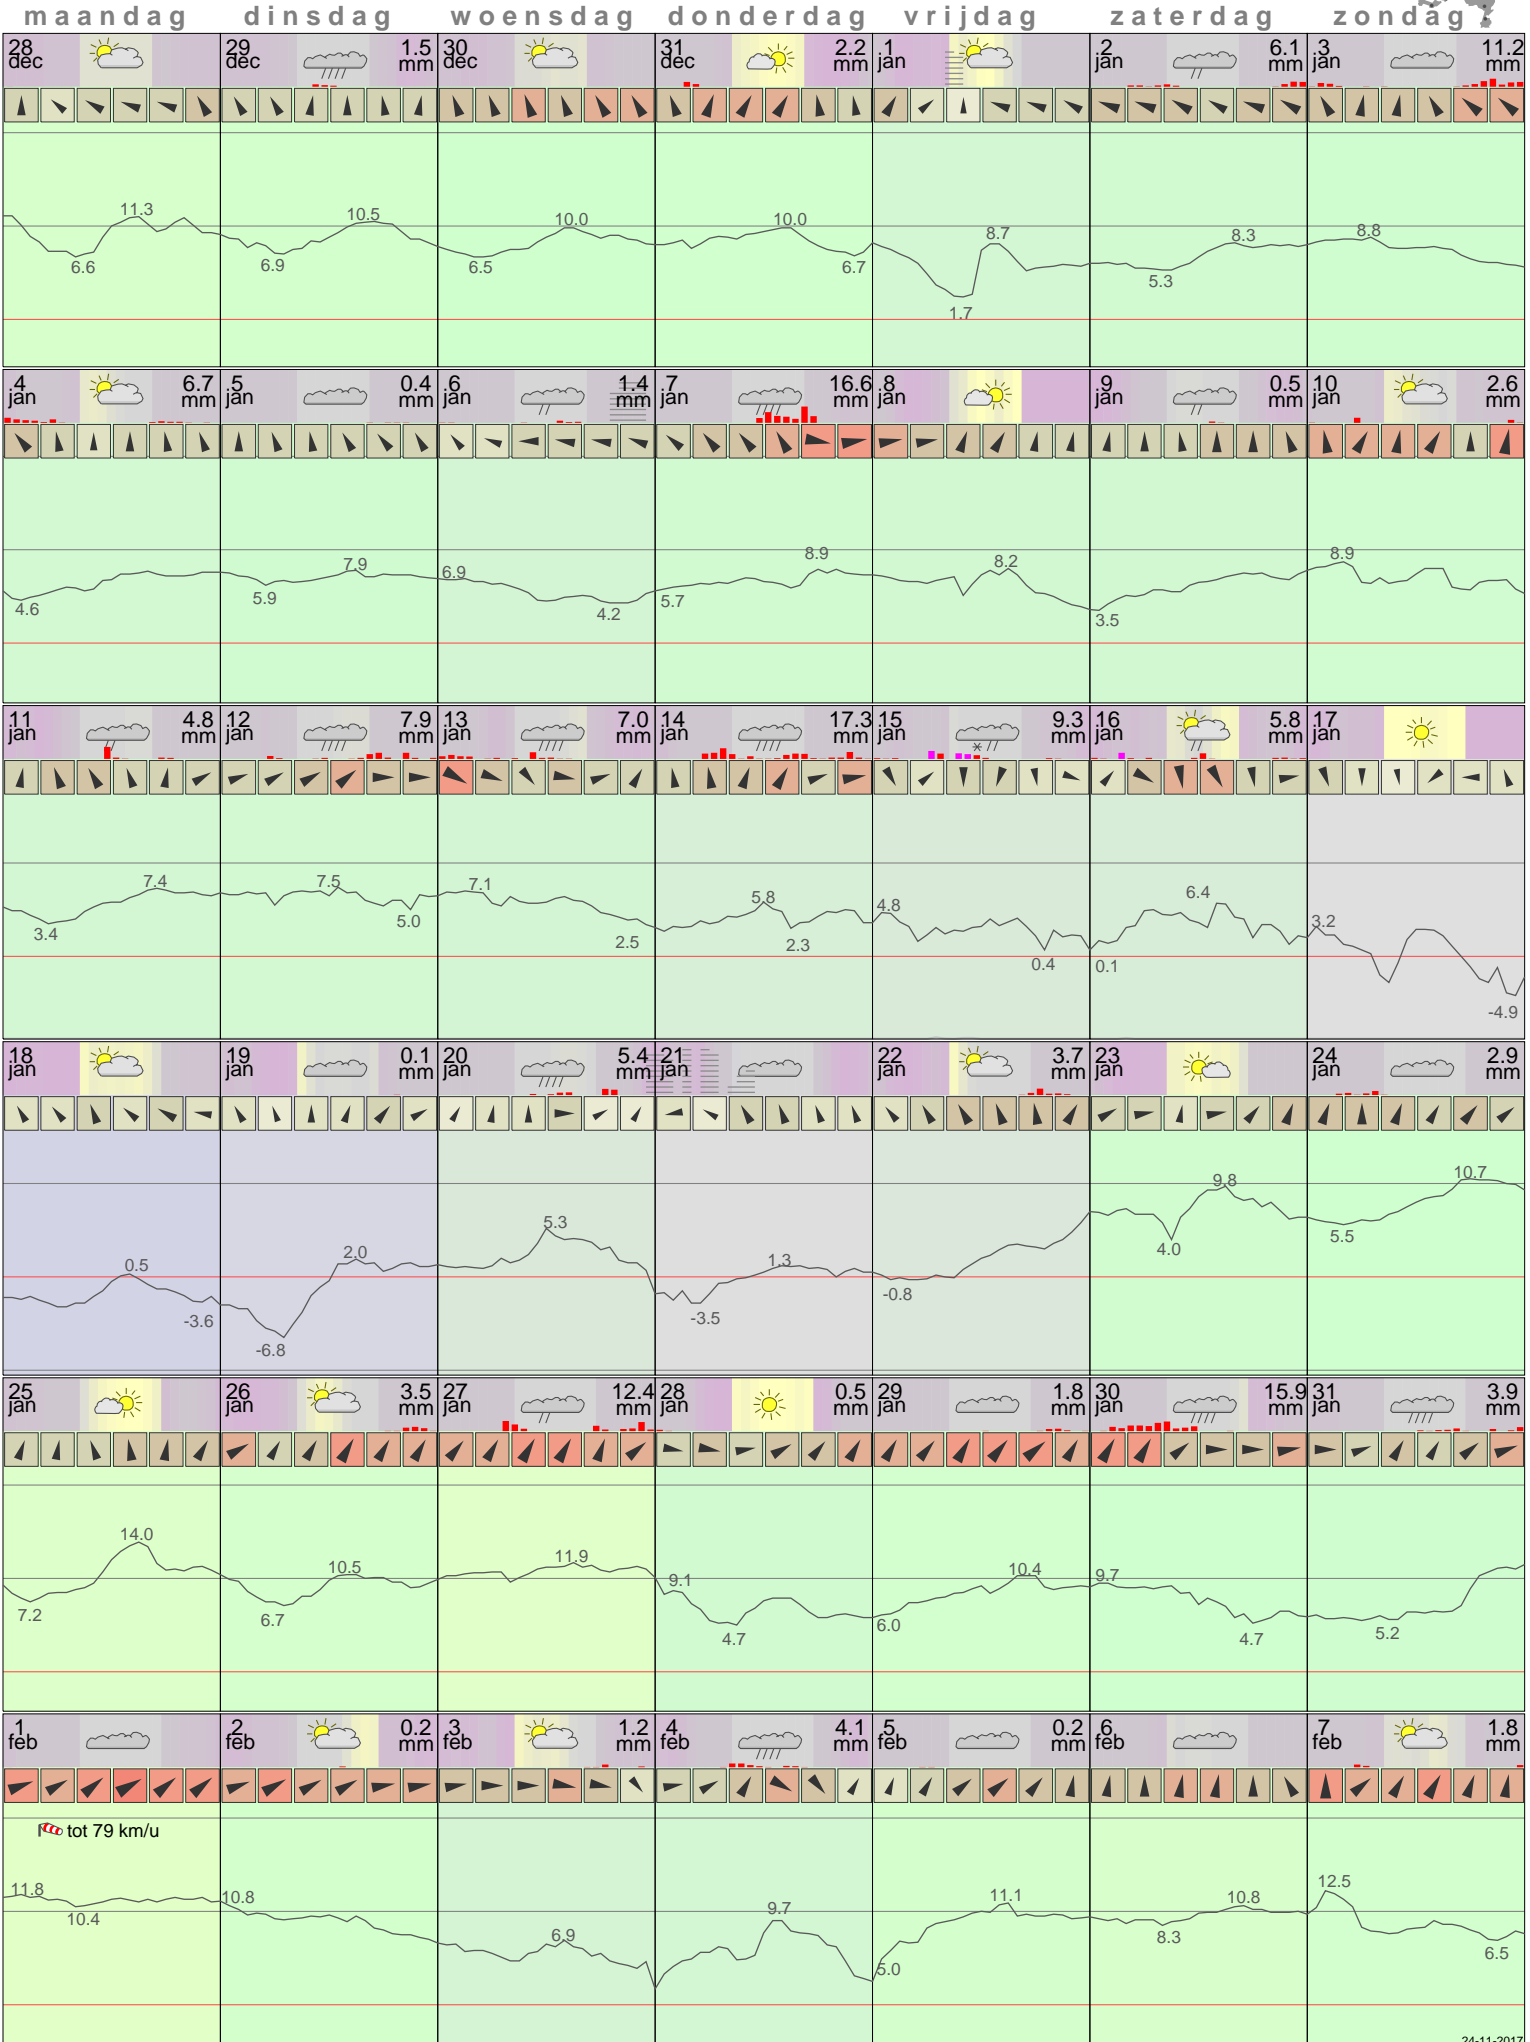 maandag dinsdag woensdag donderdag vrijdag zaterdag zondag
28 dec
29 dec 1.5 mm
30 dec
31 dec 2.2 mm
1 jan
2 jan 6.1 mm
3 jan 11.2 mm
11.3 6.6 10.5 6.9 10.0 6.5 10.0 6.7 8.7 1.7 8.3 5.3 8.8
4 jan 6.7 mm
5 jan 0.4 mm
6 jan 1.4 mm
7 jan 16.6 mm
8 jan
9 jan 0.5 mm
10 jan 2.6 mm
4.6 7.9 5.9 6.9 4.2 5.7 8.9 8.2 3.5 8.9
11 jan 4.8 mm
12 jan 7.9 mm
13 jan 7.0 mm
14 jan 17.3 mm
15 jan 9.3 mm
16 jan 5.8 mm
17 jan
3.4 7.4 7.5 5.0 7.1 2.5 5.8 2.3 4.8 0.4 0.1 6.4 3.2 -4.9
18 jan
19 jan 0.1 mm
20 jan 5.4 mm
21 jan
22 jan 3.7 mm
23 jan
24 jan 2.9 mm
0.5 -3.6 -6.8 2.0 5.3 -3.5 1.3 -0.8 4.0 9.8 5.5 10.7
25 jan
26 jan 3.5 mm
27 jan 12.4 mm
28 jan 0.5 mm
29 jan 1.8 mm
30 jan 15.9 mm
31 jan 3.9 mm
7.2 14.0 6.7 10.5 11.9 9.1 4.7 6.0 10.4 9.7 4.7 5.2
1 feb
2 feb 0.2 mm
3 feb 1.2 mm
4 feb 4.1 mm
5 feb 0.2 mm
6 feb
7 feb 1.8 mm
tot 79 km/u
11.8 10.4 10.8 6.9 9.7 5.0 11.1 8.3 10.8 12.5 6.5
24-11-2017